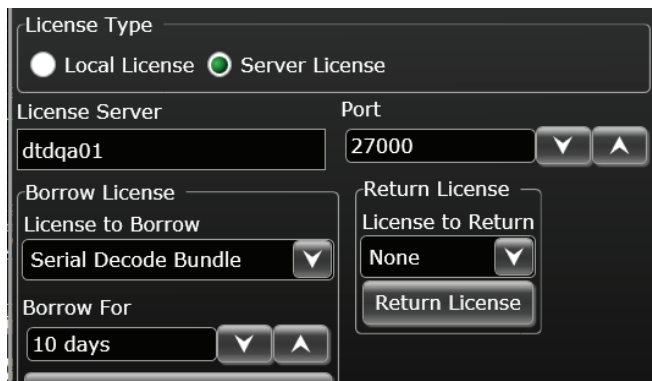 License Type
Local License Server License
License Server
Port
dtdqa01
27000
Borrow License
License to Borrow
Serial Decode Bundle
Borrow For
10 days
Return License
License to Return
None
Return License